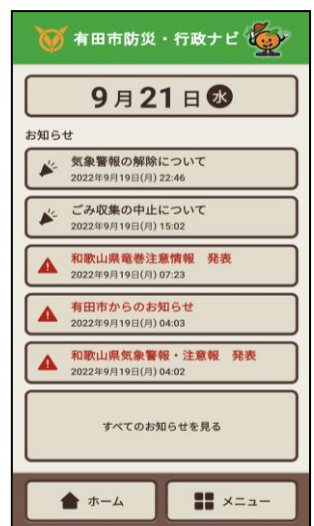 有田市防災・行政ナビ
9月21日 水
お知らせ
気象警報の解除について
2022年9月19日(月) 22:46
ごみ収集の中止について
2022年9月19日(月) 15:02
和歌山県竜巻注意情報 発表
2022年9月19日(月) 07:23
有田市からのお知らせ
2022年9月19日(月) 04:03
和歌山県気象警報・注意報 発表
2022年9月19日(月) 04:02
すべてのお知らせを見る
ホーム
メニュー